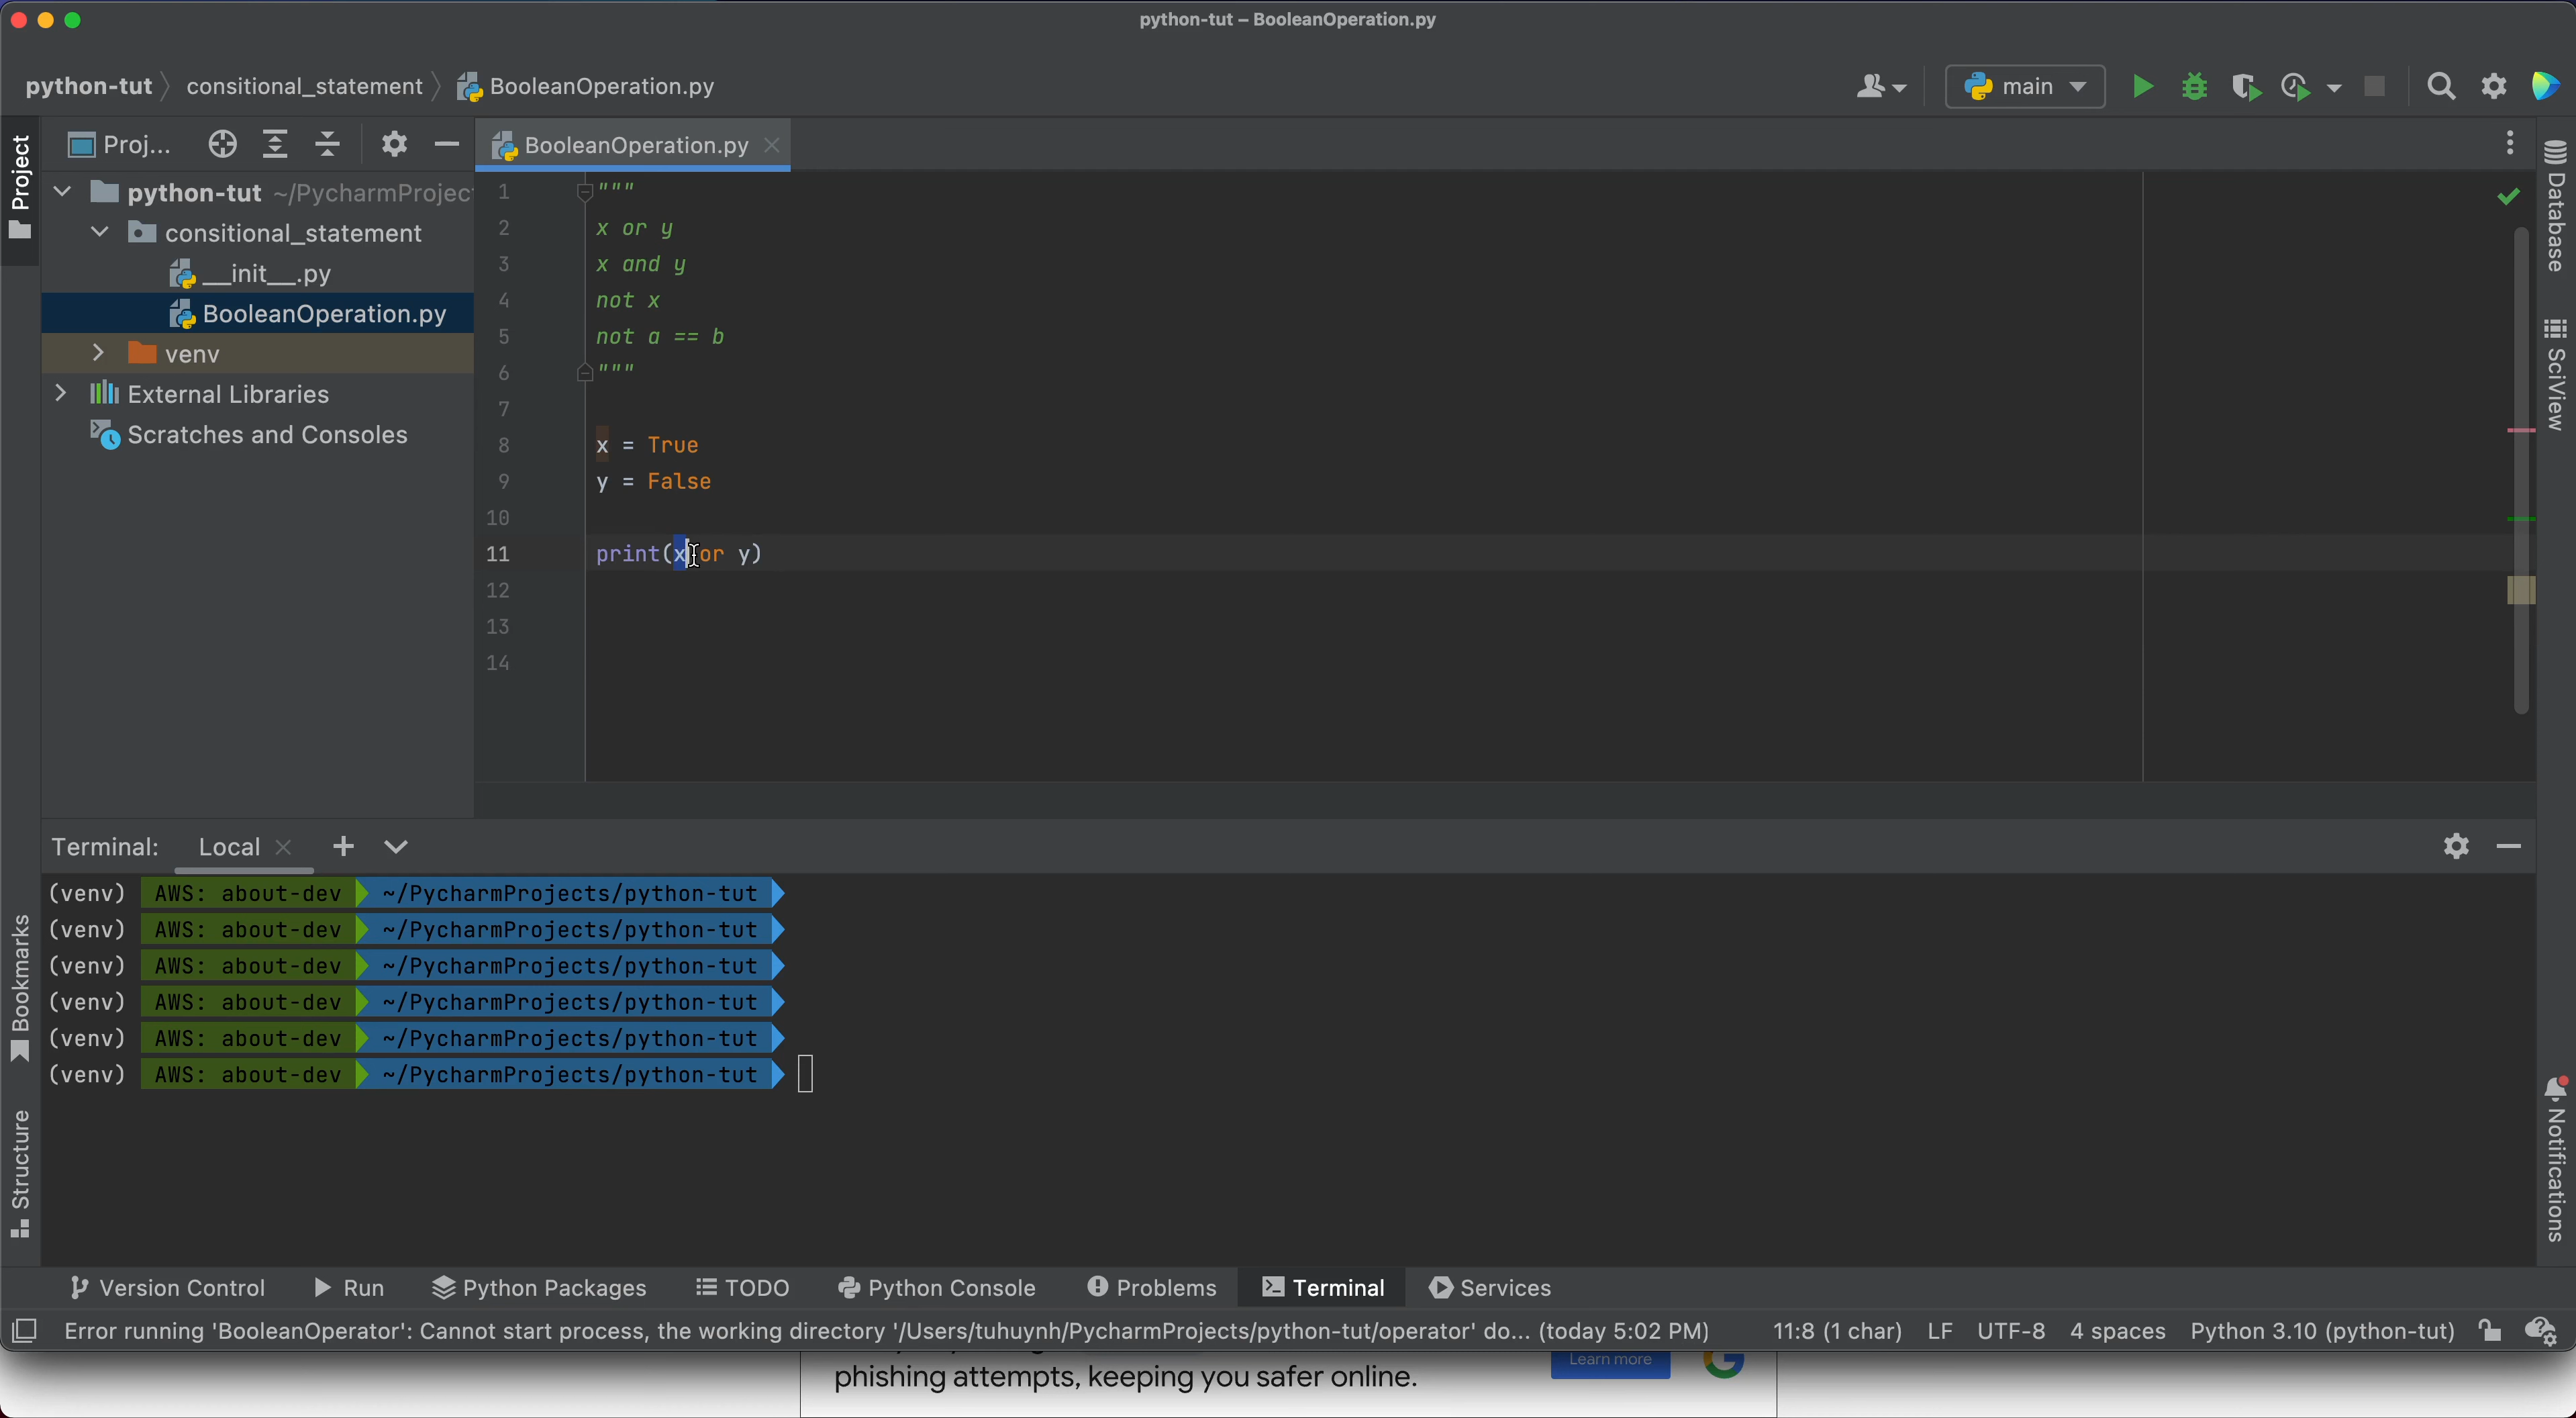 python-tut – BooleanOperation.py
python-tut consitional_statement BooleanOperation.py
main
Project
Proj...
BooleanOperation.py
python-tut ~/PycharmProject
consitional_statement
__init__.py
BooleanOperation.py
venv
External Libraries
Scratches and Consoles
1 """
2 x or y
3 x and y
4 not x
5 not a == b
6 """
7
8 x = True
9 y = False
10
11 print(x or y)
12
13
14
Database
SciView
Notifications
Bookmarks
Structure
Terminal: Local
(venv) AWS: about-dev ~/PycharmProjects/python-tut
(venv) AWS: about-dev ~/PycharmProjects/python-tut
(venv) AWS: about-dev ~/PycharmProjects/python-tut
(venv) AWS: about-dev ~/PycharmProjects/python-tut
(venv) AWS: about-dev ~/PycharmProjects/python-tut
(venv) AWS: about-dev ~/PycharmProjects/python-tut
Version Control Run Python Packages TODO Python Console Problems Terminal Services
Error running 'BooleanOperator': Cannot start process, the working directory '/Users/tuhuynh/PycharmProjects/python-tut/operator' do... (today 5:02 PM) 11:8 (1 char) LF UTF-8 4 spaces Python 3.10 (python-tut)
Learn more
phishing attempts, keeping you safer online.